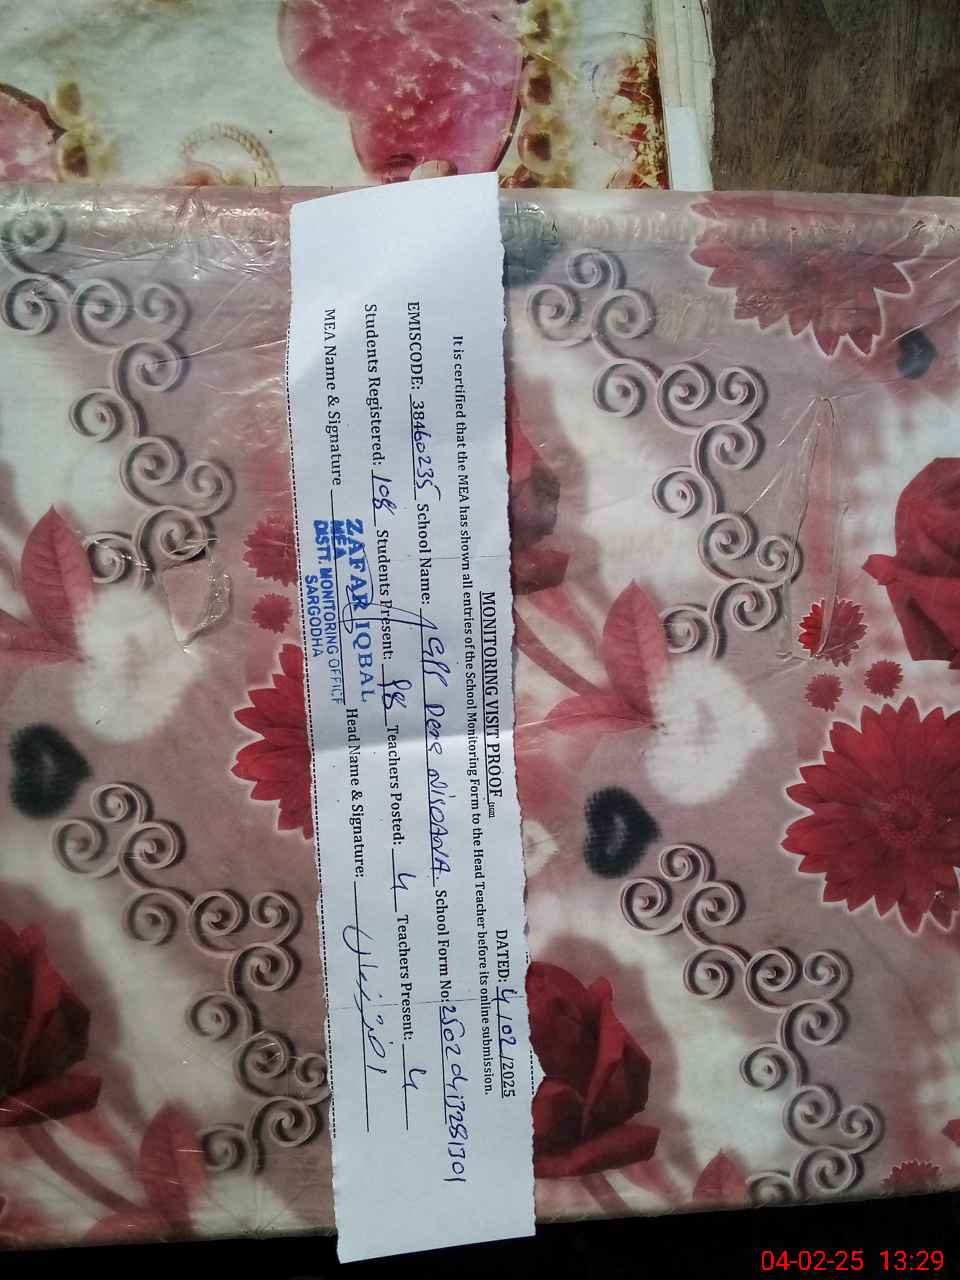 MONITORING VISIT PROOF
DATED: 4/02/2025
It is certified that the MEA has shown all entries of the School Monitoring Form to the Head Teacher before its online submission.
EMISCODE: 38460235 School Name: GPP Dera School Form No:
Students Registered: 108 Students Present: 98 Teachers Posted: 4 Teachers Present: 4
MEA Name & Signature Head Name & Signature:
ZAFAR IQBAL
MEA
DISTT. MONITORING OFFICE
SARGODHA
04-02-25 13:29